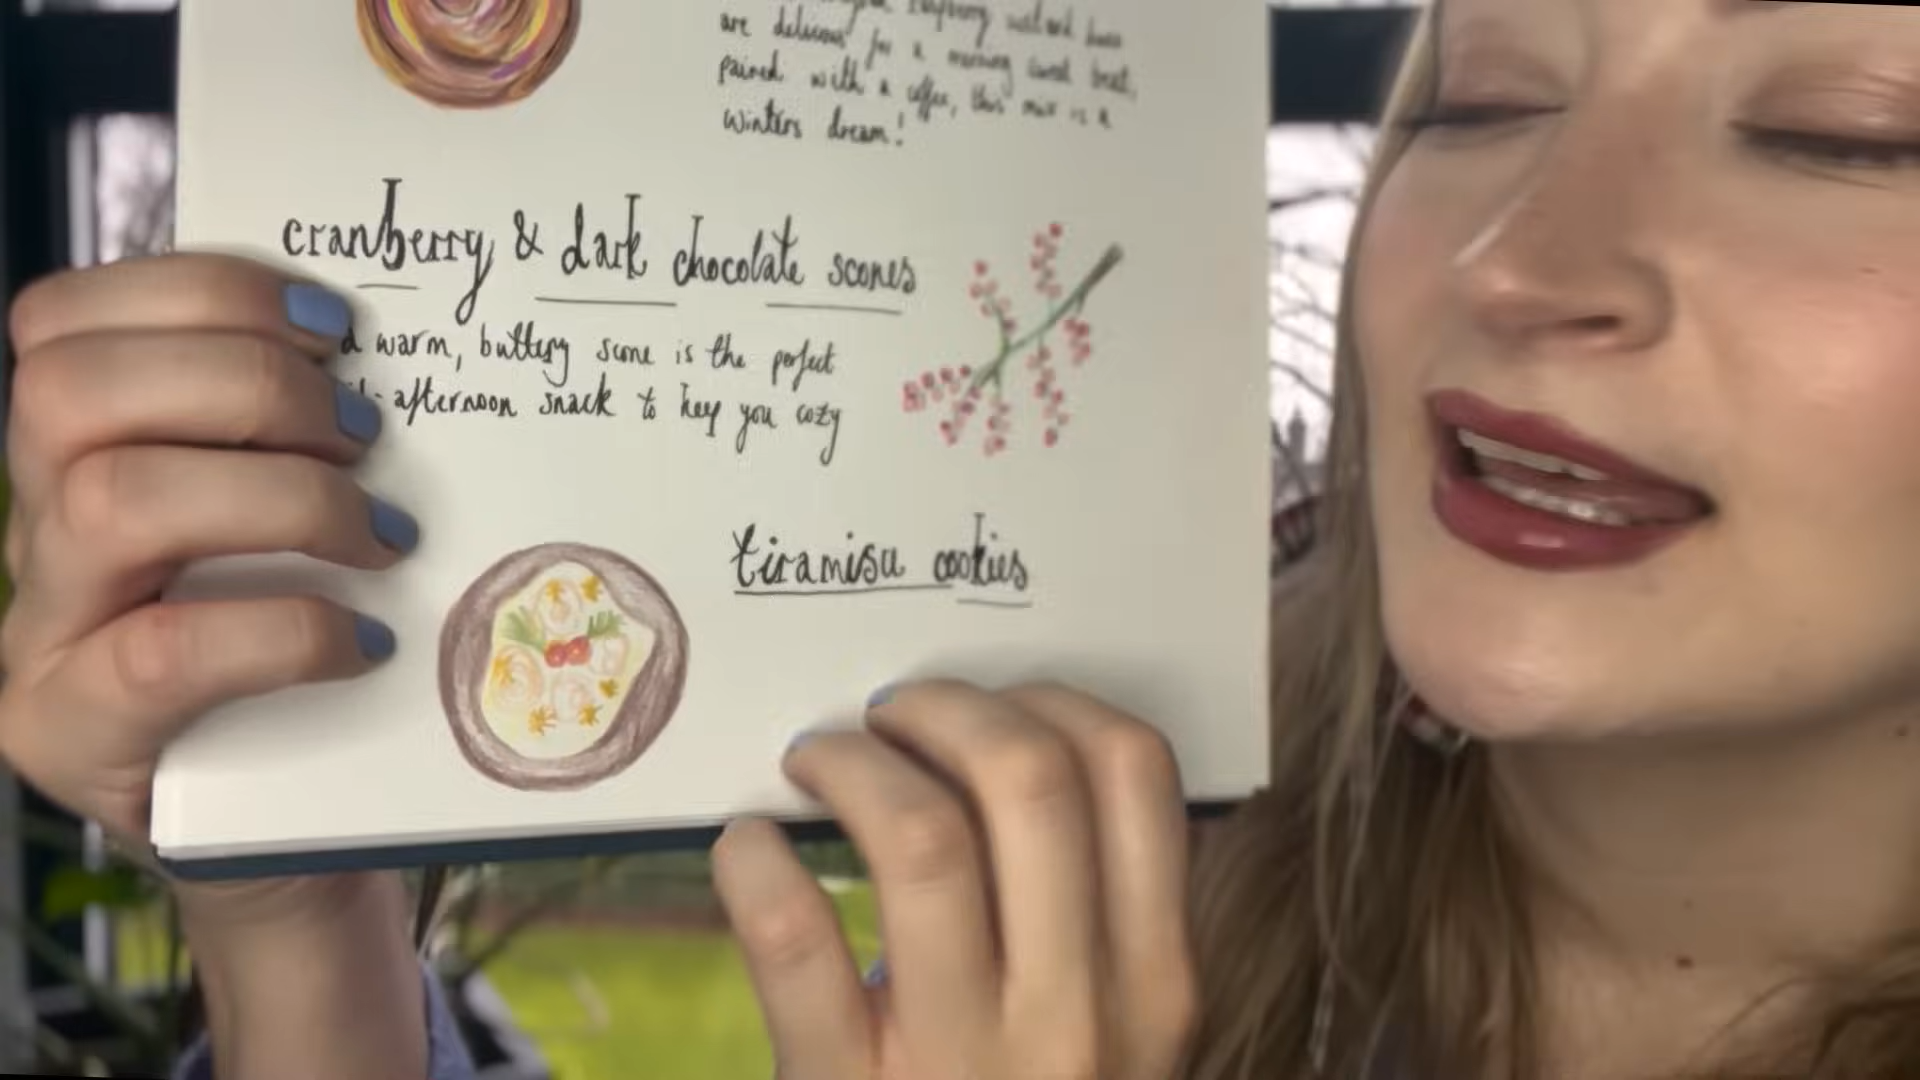 are delicious for a morning sweet treat,
paired with a coffee, this mix is a
winters dream!
cranberry & dark chocolate scones
a warm, buttery scone is the perfect
afternoon snack to keep you cozy
tiramisu cookies